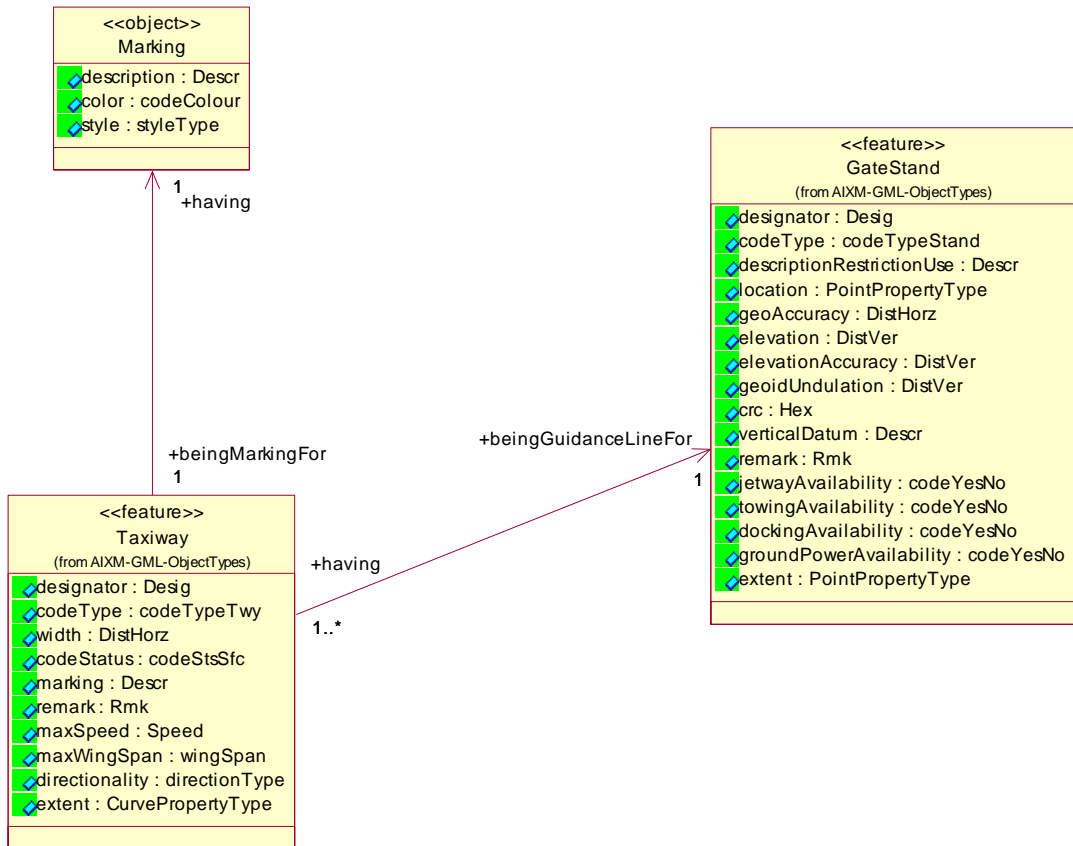 <<object>>
Marking
description : Descr
color : codeColour
style : styleType
1
+having
+beingMarkingFor
1
<<feature>>
GateStand
(from AIXM-GML-ObjectTypes)
designator : Desig
codeType : codeTypeStand
descriptionRestrictionUse : Descr
location : PointPropertyType
geoAccuracy : DistHorz
elevation : DistVer
elevationAccuracy : DistVer
geoidUndulation : DistVer
crc : Hex
verticalDatum : Descr
remark : Rmk
jetwayAvailability : codeYesNo
towingAvailability : codeYesNo
dockingAvailability : codeYesNo
groundPowerAvailability : codeYesNo
extent : PointPropertyType
+beingGuidanceLineFor
1
+having
1..*
<<feature>>
Taxiway
(from AIXM-GML-ObjectTypes)
designator : Desig
codeType : codeTypeTwy
width : DistHorz
codeStatus : codeStsSfc
marking : Descr
remark : Rmk
maxSpeed : Speed
maxWingSpan : wingSpan
directionality : directionType
extent : CurvePropertyType